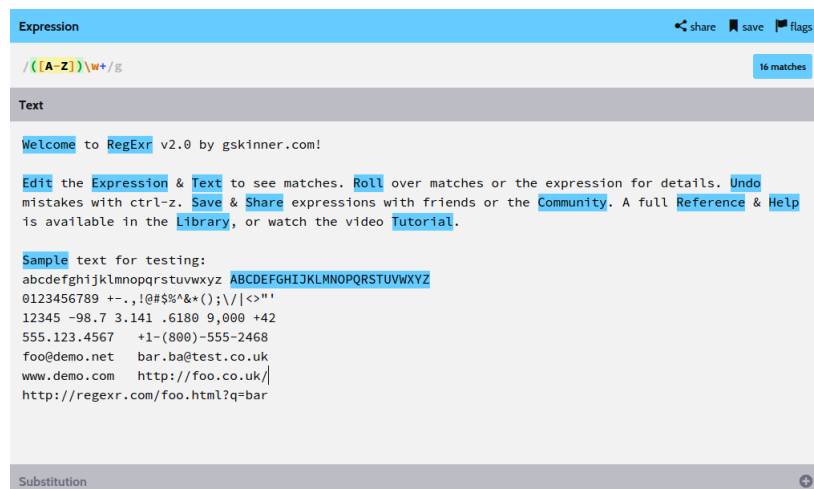 Expression share save flags
/([A-Z])\w+/g 16 matches
Text
Welcome to RegExr v2.0 by gskinner.com!
Edit the Expression & Text to see matches. Roll over matches or the expression for details. Undo
mistakes with ctrl-z. Save & Share expressions with friends or the Community. A full Reference & Help
is available in the Library, or watch the video Tutorial.
Sample text for testing:
abcdefghijklmnopqrstuvwxyz ABCDEFGHIJKLMNOPQRSTUVWXYZ
0123456789 +-.,!@#$%^&*();\/|<>"'
12345 -98.7 3.141 .6180 9,000 +42
555.123.4567 +1-(800)-555-2468
foo@demo.net bar.ba@test.co.uk
www.demo.com http://foo.co.uk/
http://regexr.com/foo.html?q=bar
Substitution